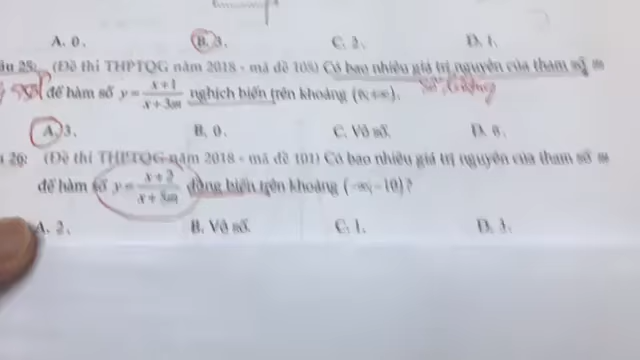 A. 0. B. 3. C. 2. D. 1.
25: (Đề thi THPTQG năm 2018 - mã đề 103) Có bao nhiêu giá trị nguyên của tham số m
để hàm số y = x+1 / x+3m nghịch biến trên khoảng (6;+∞).
A. 3. B. 0. C. Vô số. D. 6.
26: (Đề thi THPTQG năm 2018 - mã đề 101) Có bao nhiêu giá trị nguyên của tham số m
để hàm số y = x+2 / x+5m đồng biến trên khoảng (-∞;-10)?
A. 2. B. Vô số. C. 1. D. 3.